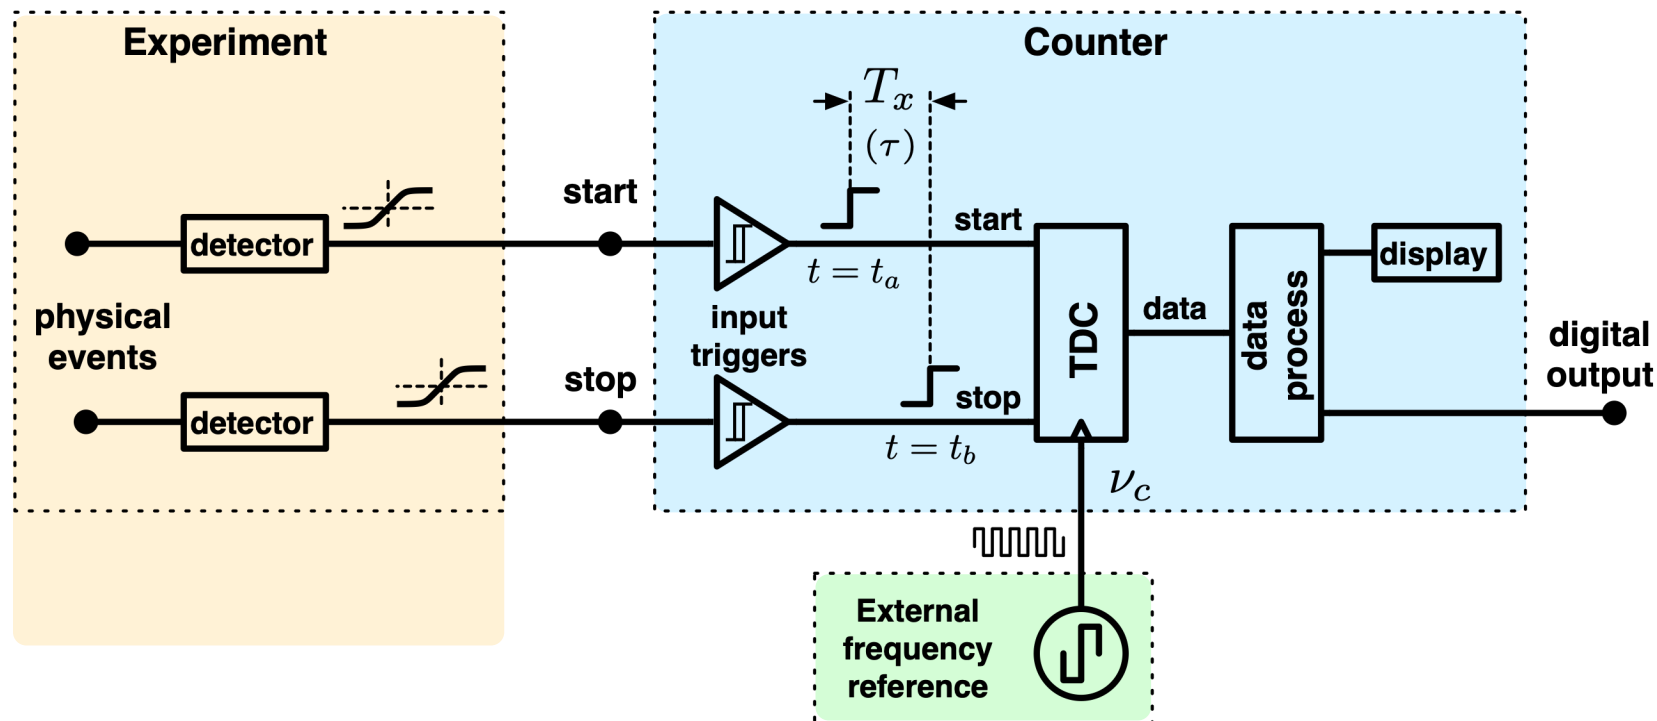 Experiment
Counter
T_x
(τ)
start
start
detector
display
t = t_a
physical
events
input
triggers
data
TDC
data
process
digital
output
stop
stop
detector
t = t_b
ν_c
External
frequency
reference